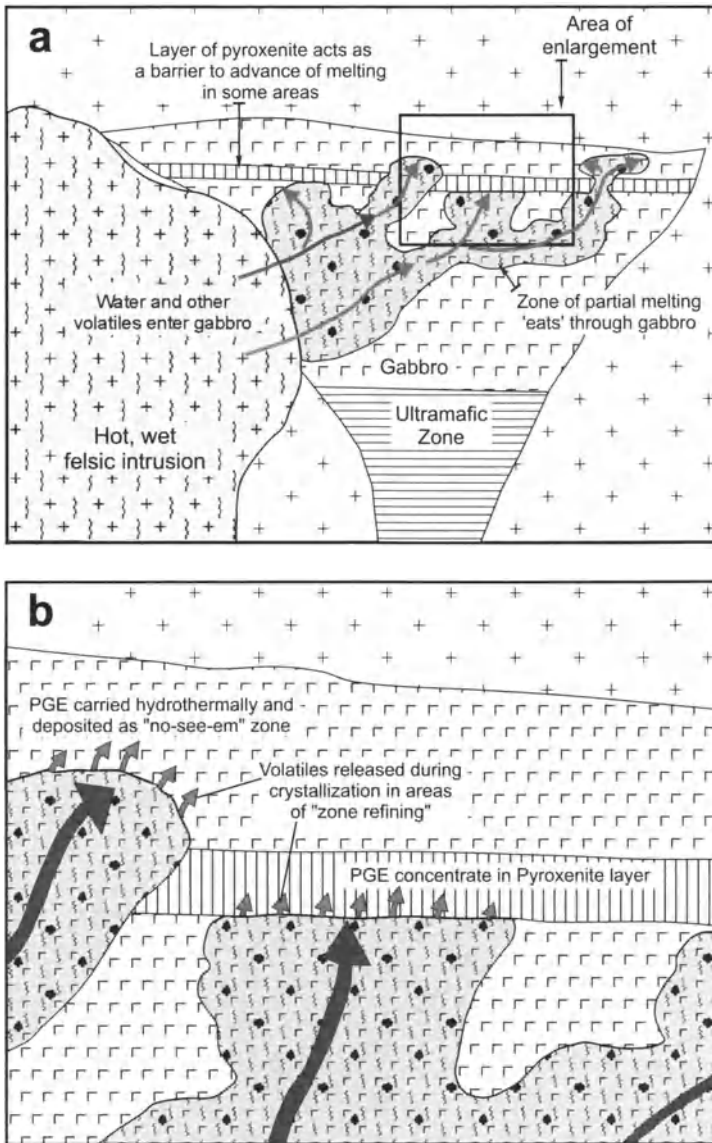 a
Layer of pyroxenite acts as
a barrier to advance of melting
in some areas
Area of
enlargement
Water and other
volatiles enter gabbro
Zone of partial melting
'eats' through gabbro
Gabbro
Ultramafic
Zone
Hot, wet
felsic intrusion
b
PGE carried hydrothermally and
deposited as "no-see-em" zone
Volatiles released during
crystallization in areas
of "zone refining"
PGE concentrate in Pyroxenite layer